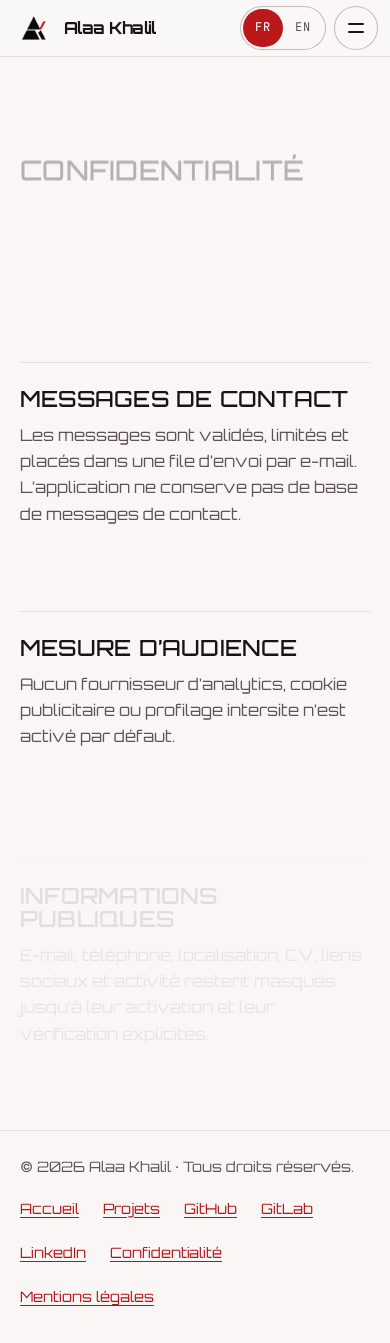 Alaa Khalil
FR EN
CONFIDENTIALITÉ
MESSAGES DE CONTACT
Les messages sont validés, limités et
placés dans une file d'envoi par e-mail.
L'application ne conserve pas de base
de messages de contact.
MESURE D'AUDIENCE
Aucun fournisseur d'analytics, cookie
publicitaire ou profilage intersite n'est
activé par défaut.
INFORMATIONS
PUBLIQUES
E-mail, téléphone, localisation, CV, liens
sociaux et activité restent masqués
jusqu'à leur activation et leur
vérification explicites.
© 2026 Alaa Khalil · Tous droits réservés.
Accueil Projets GitHub GitLab
LinkedIn Confidentialité
Mentions légales